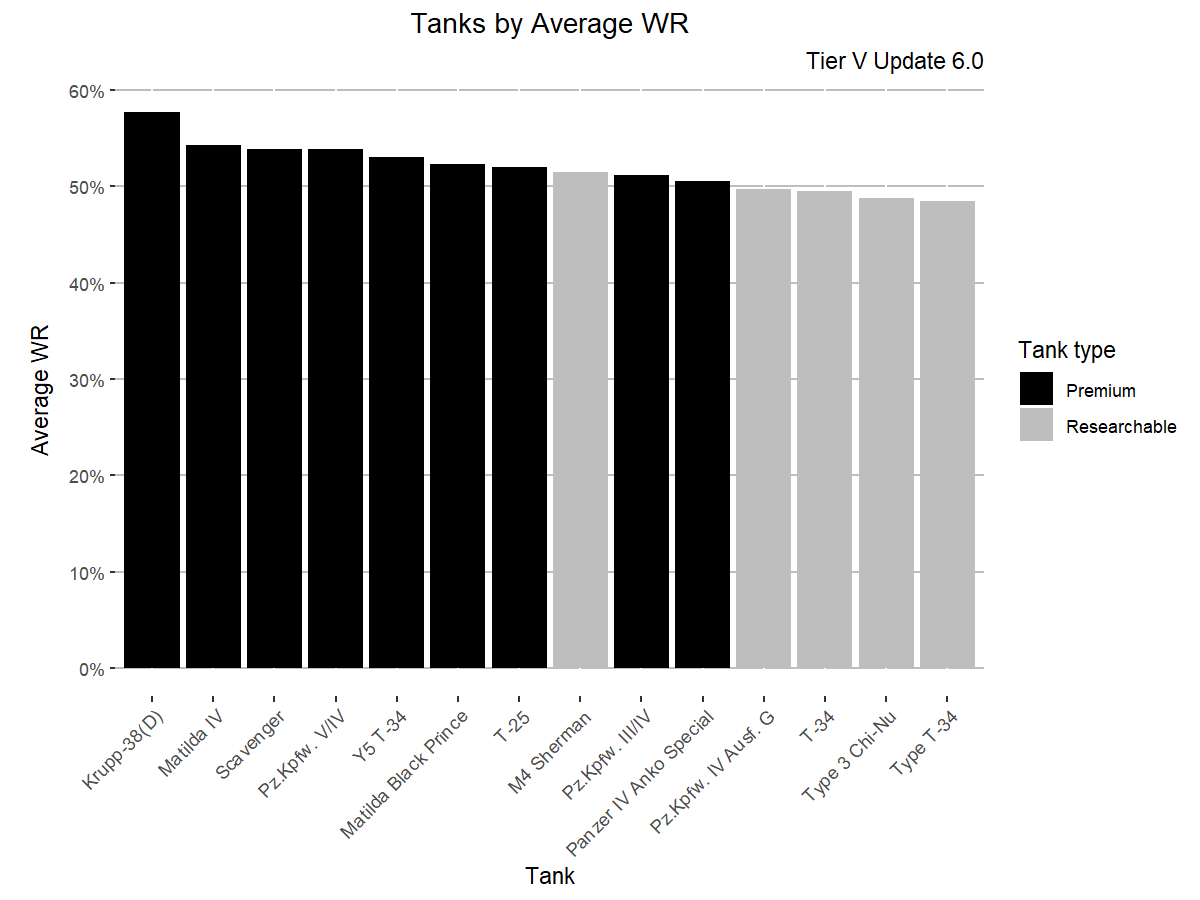 Tanks by Average WR
Tier V Update 6.0
60%
50%
40%
30%
20%
10%
0%
Average WR
Krupp-38(D)
Matilda IV
Scavenger
Pz.Kpfw. V/IV
Y5 T-34
Matilda Black Prince
T-25
M4 Sherman
Pz.Kpfw. III/IV
Panzer IV Anko Special
Pz.Kpfw. IV Ausf. G
T-34
Type 3 Chi-Nu
Type T-34
Tank
Tank type
Premium
Researchable